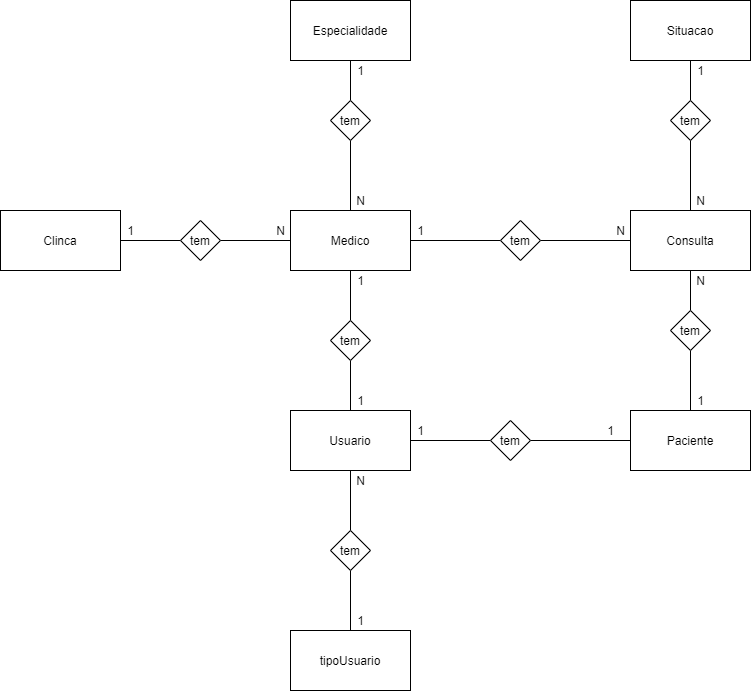 Especialidade
Situacao
1
1
tem
tem
N
N
Clinca
1
tem
N
Medico
1
tem
N
Consulta
1
N
tem
tem
1
1
Usuario
1
tem
1
Paciente
N
tem
1
tipoUsuario